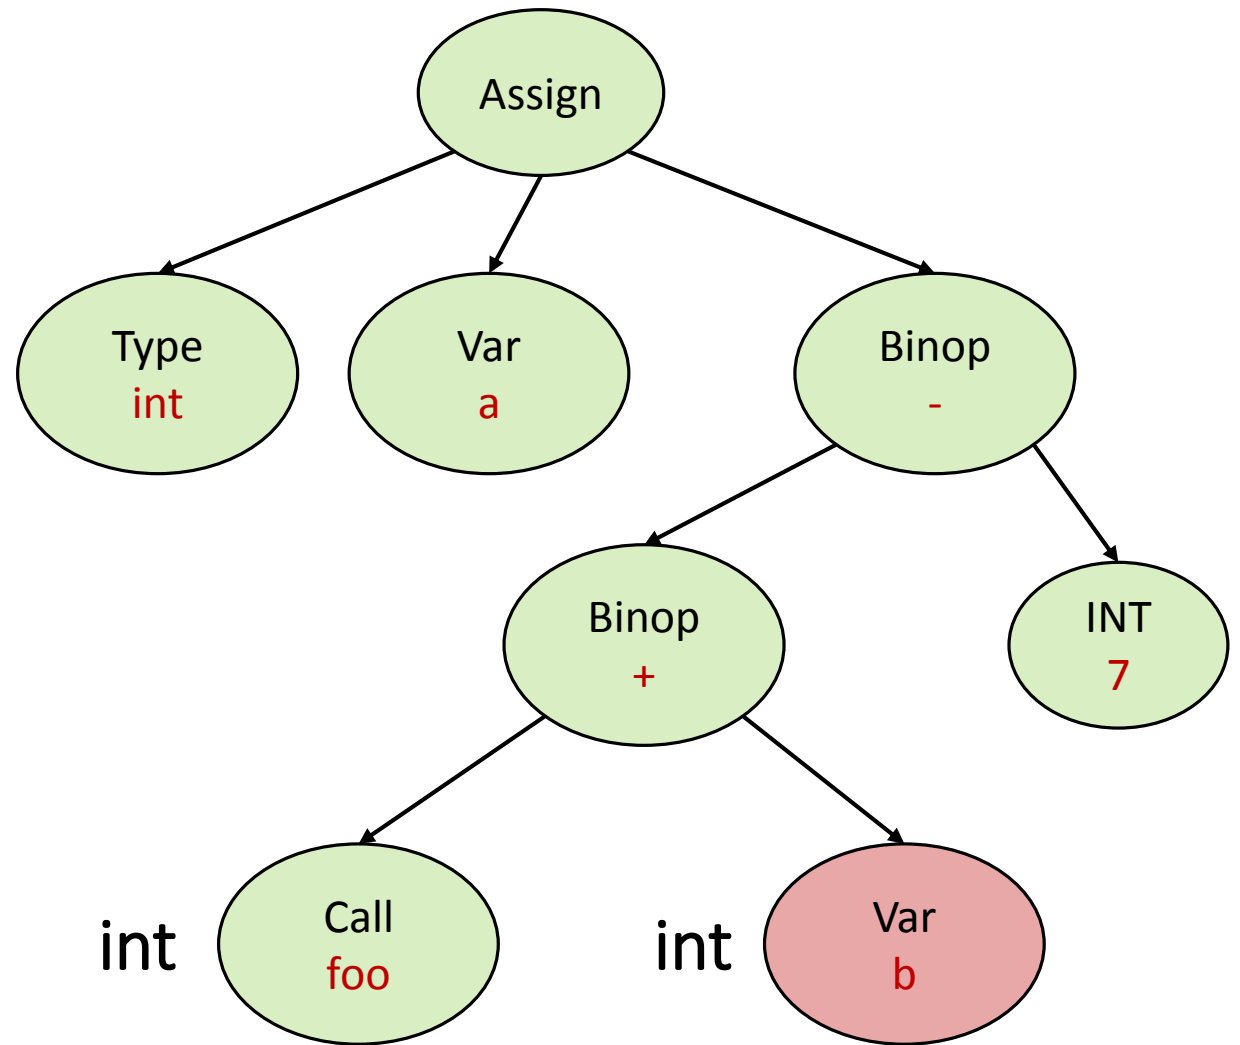 Assign
Type
int
Var
a
Binop
-
Binop
+
INT
7
int
Call
foo
int
Var
b